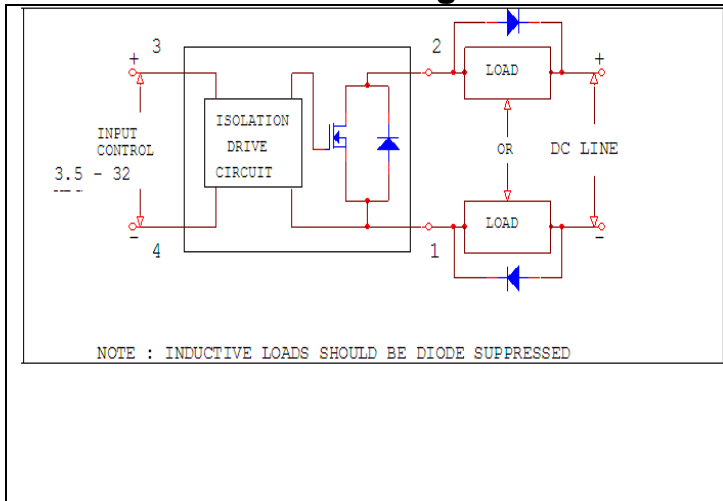 3
2
+
+
LOAD
ISOLATION
DRIVE
CIRCUIT
INPUT
CONTROL
3.5 - 32
OR
DC LINE
LOAD
-
-
4
1
NOTE : INDUCTIVE LOADS SHOULD BE DIODE SUPPRESSED